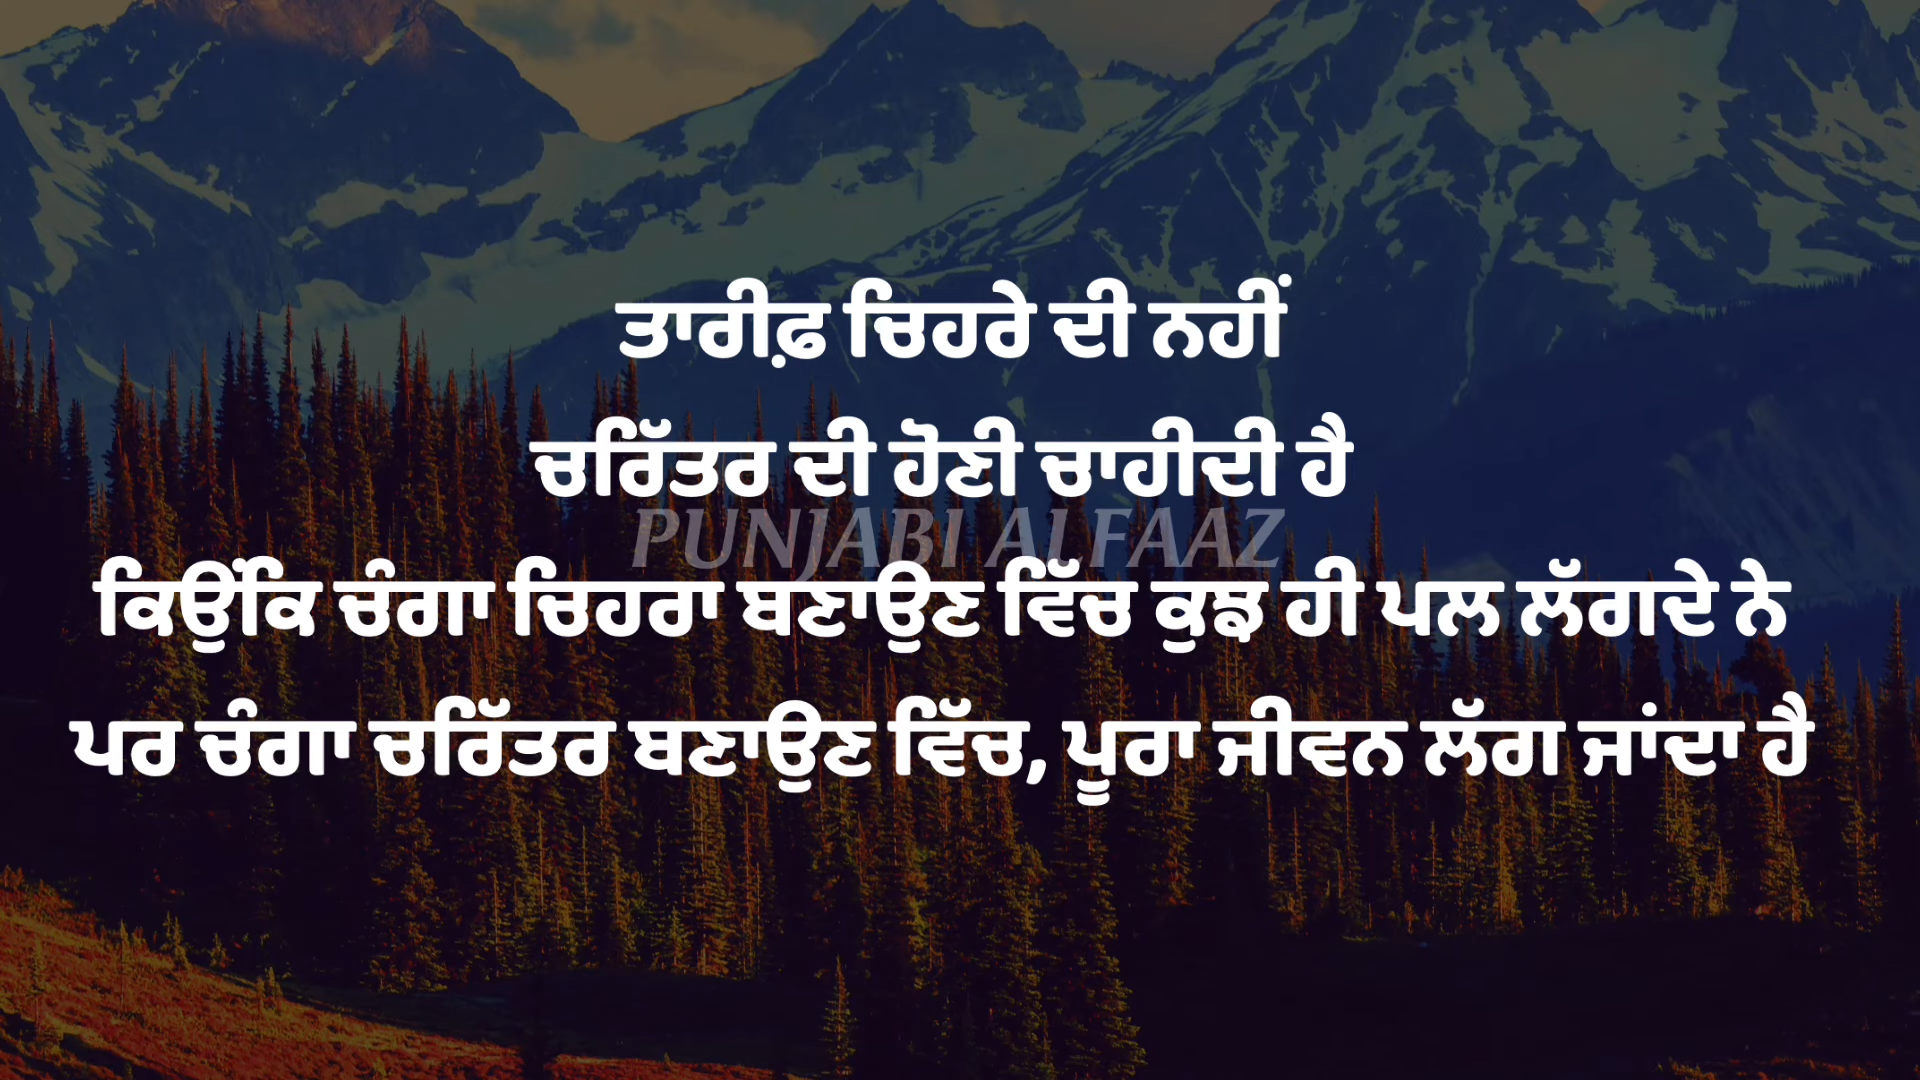 ਤਾਰੀਫ਼ ਚਿਹਰੇ ਦੀ ਨਹੀਂ
ਚਰਿੱਤਰ ਦੀ ਹੋਣੀ ਚਾਹੀਦੀ ਹੈ
PUNJABI ALFAAZ
ਕਿਉਂਕਿ ਚੰਗਾ ਚਿਹਰਾ ਬਣਾਉਣ ਵਿੱਚ ਕੁਝ ਹੀ ਪਲ ਲੱਗਦੇ ਨੇ
ਪਰ ਚੰਗਾ ਚਰਿੱਤਰ ਬਣਾਉਣ ਵਿੱਚ, ਪੂਰਾ ਜੀਵਨ ਲੱਗ ਜਾਂਦਾ ਹੈ